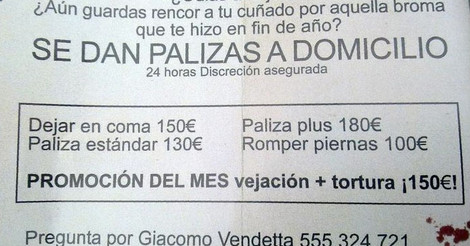 ¿Aún guardas rencor a tu cuñado por aquella broma
que te hizo en fin de año?
SE DAN PALIZAS A DOMICILIO
24 horas Discreción asegurada
Dejar en coma 150€ Paliza plus 180€
Paliza estándar 130€ Romper piernas 100€
PROMOCIÓN DEL MES vejación + tortura ¡150€!
Pregunta por Giacomo Vendetta 555 324 721